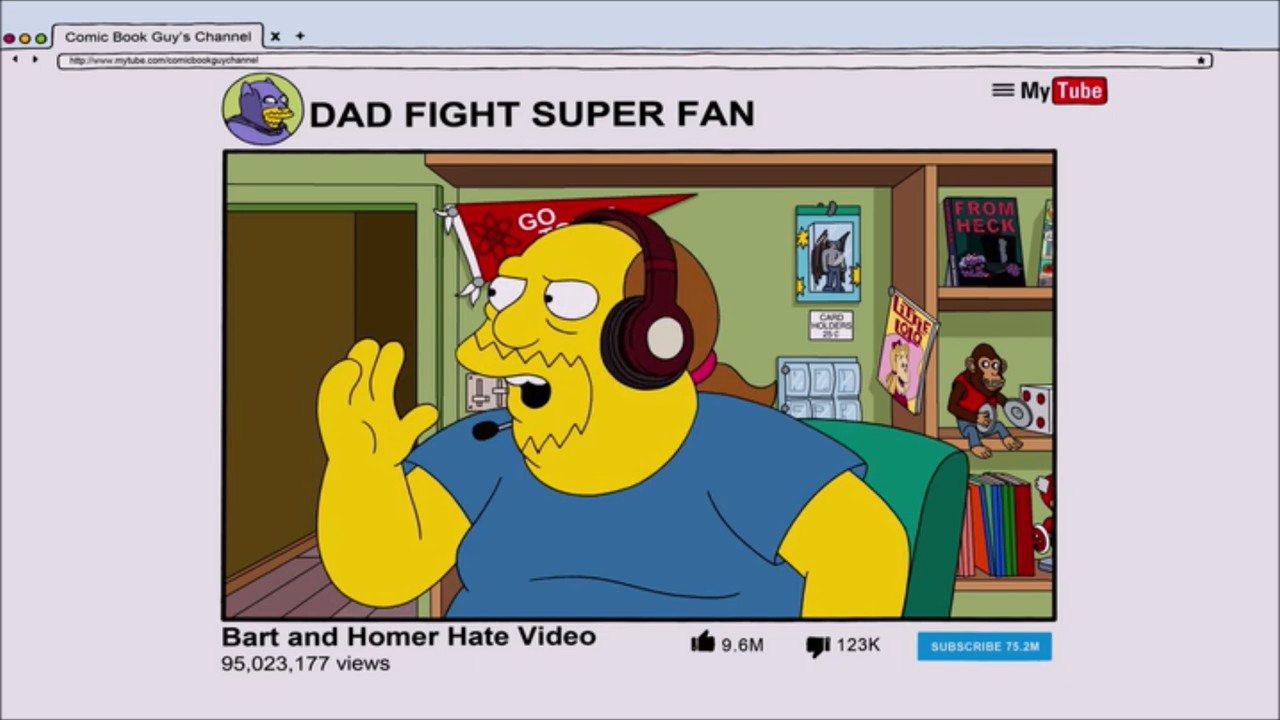 Comic Book Guy's Channel
http://www.mytube.com/comicbookguychannel
DAD FIGHT SUPER FAN
MyTube
GO
FROM
HECK
CARD
HOLDERS
25¢
LITTLE
Bart and Homer Hate Video
9.6M
123K
SUBSCRIBE 75.2M
95,023,177 views